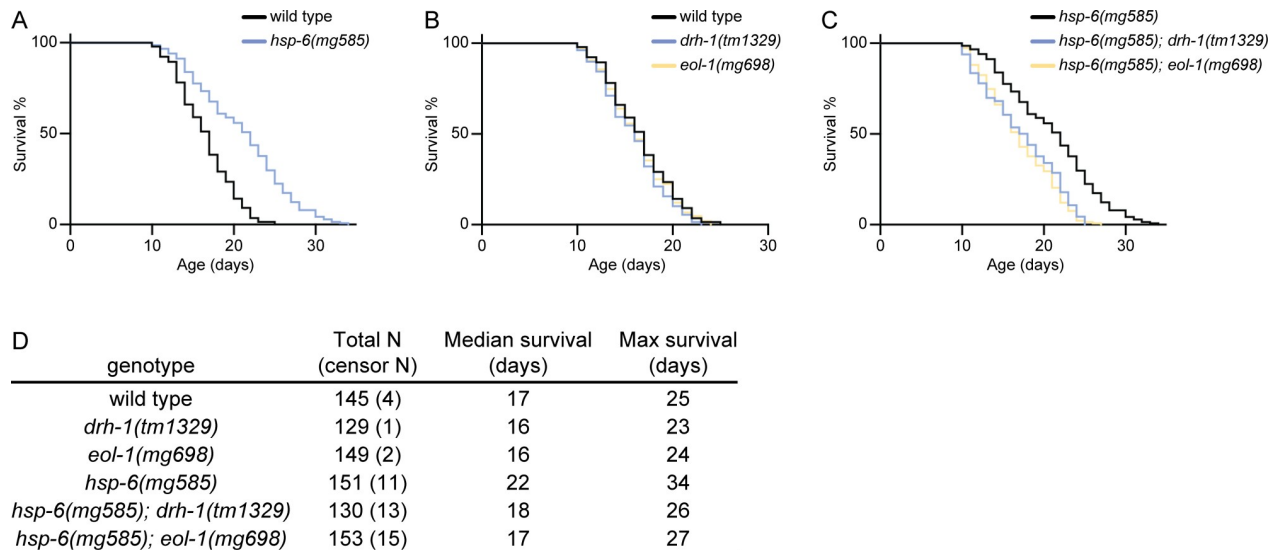 A
wild type
hsp-6(mg585)
100
50
0
Survival %
0 10 20 30
Age (days)
B
wild type
drh-1(tm1329)
eol-1(mg698)
100
50
0
Survival %
0 10 20 30
Age (days)
C
hsp-6(mg585)
hsp-6(mg585); drh-1(tm1329)
hsp-6(mg585); eol-1(mg698)
100
50
0
Survival %
0 10 20 30
Age (days)
D
genotype Total N (censor N) Median survival (days) Max survival (days)
wild type 145 (4) 17 25
drh-1(tm1329) 129 (1) 16 23
eol-1(mg698) 149 (2) 16 24
hsp-6(mg585) 151 (11) 22 34
hsp-6(mg585); drh-1(tm1329) 130 (13) 18 26
hsp-6(mg585); eol-1(mg698) 153 (15) 17 27